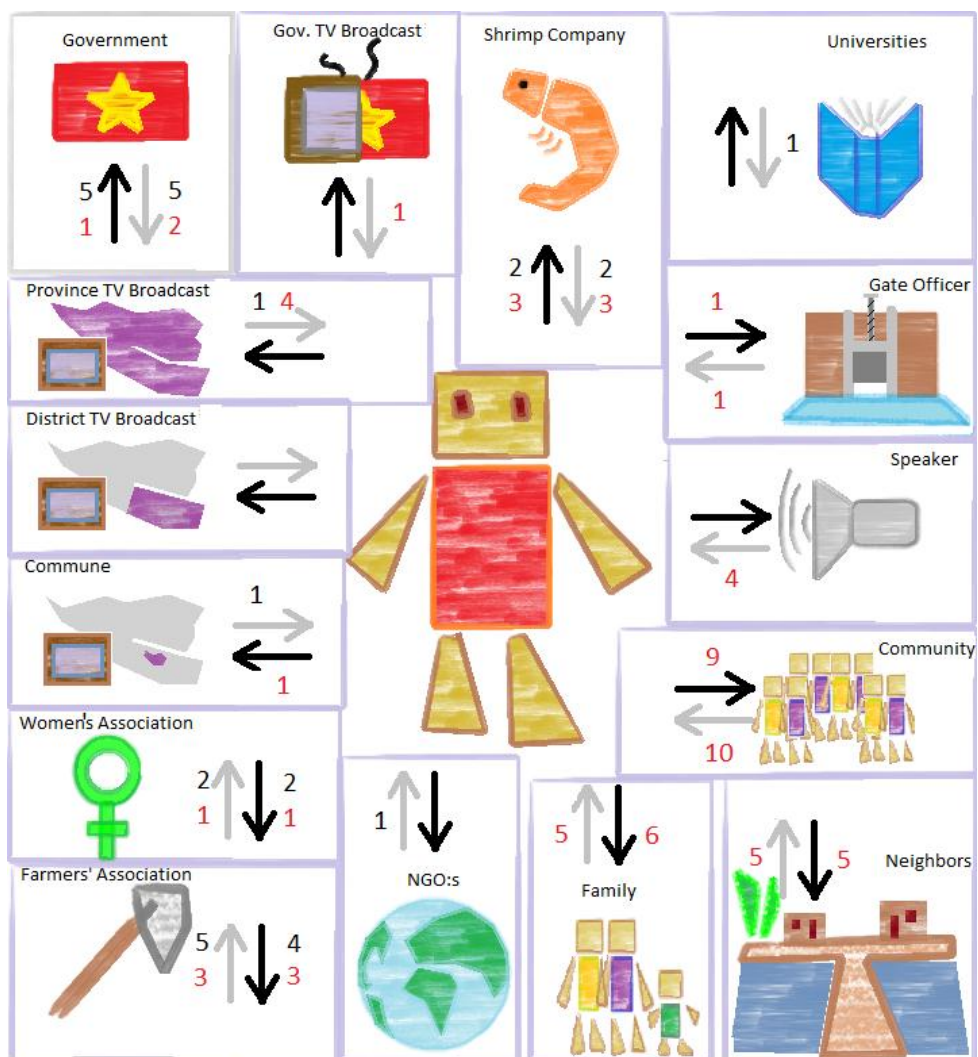 Government
5 5
1 2
Gov. TV Broadcast
1
Shrimp Company
2 2
3 3
Universities
1
Province TV Broadcast
1 4
Gate Officer
1
1
District TV Broadcast
Speaker
4
Commune
1
1
Community
9
10
Women's Association
2 2
1 1
1
NGO:s
5 6
Family
5 5
Neighbors
Farmers' Association
5 4
3 3